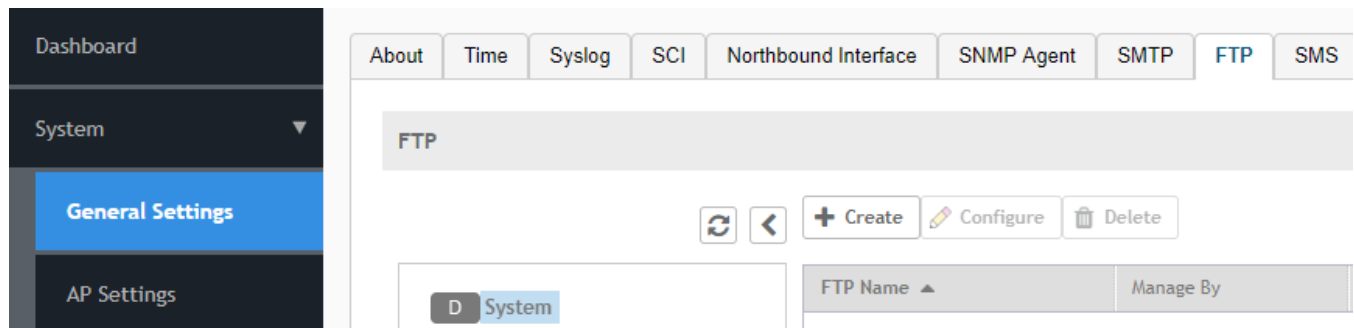 Dashboard
About Time Syslog SCI Northbound Interface SNMP Agent SMTP FTP SMS
System
FTP
General Settings
Create Configure Delete
AP Settings
FTP Name Manage By
D System